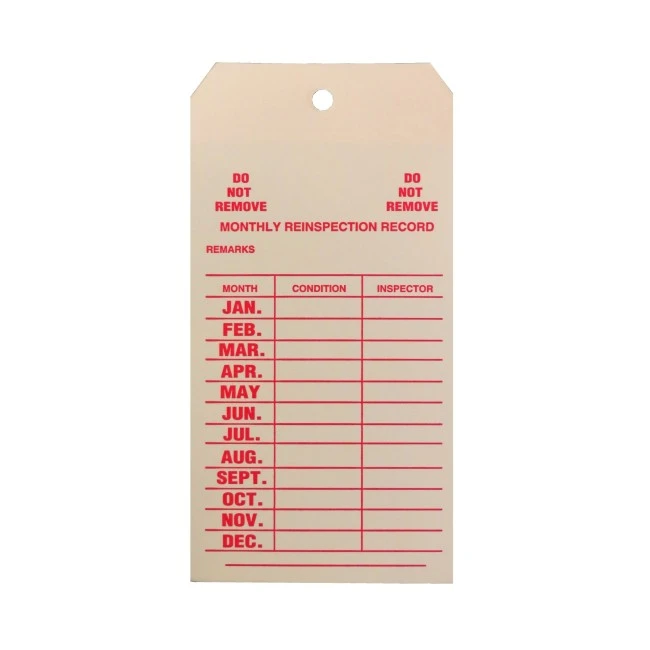 DO DO
NOT NOT
REMOVE REMOVE
MONTHLY REINSPECTION RECORD
REMARKS
MONTH CONDITION INSPECTOR
JAN.
FEB.
MAR.
APR.
MAY
JUN.
JUL.
AUG.
SEPT.
OCT.
NOV.
DEC.